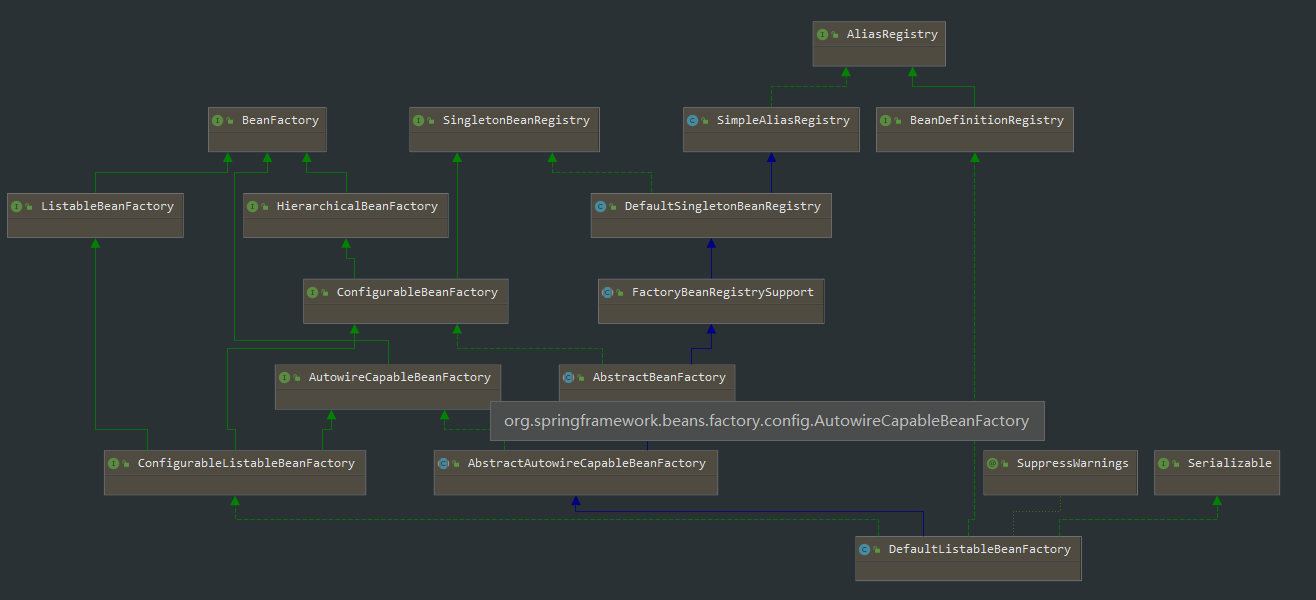 AliasRegistry
BeanFactory
SingletonBeanRegistry
SimpleAliasRegistry
BeanDefinitionRegistry
ListableBeanFactory
HierarchicalBeanFactory
DefaultSingletonBeanRegistry
ConfigurableBeanFactory
FactoryBeanRegistrySupport
AutowireCapableBeanFactory
AbstractBeanFactory
org.springframework.beans.factory.config.AutowireCapableBeanFactory
ConfigurableListableBeanFactory
AbstractAutowireCapableBeanFactory
SuppressWarnings
Serializable
DefaultListableBeanFactory